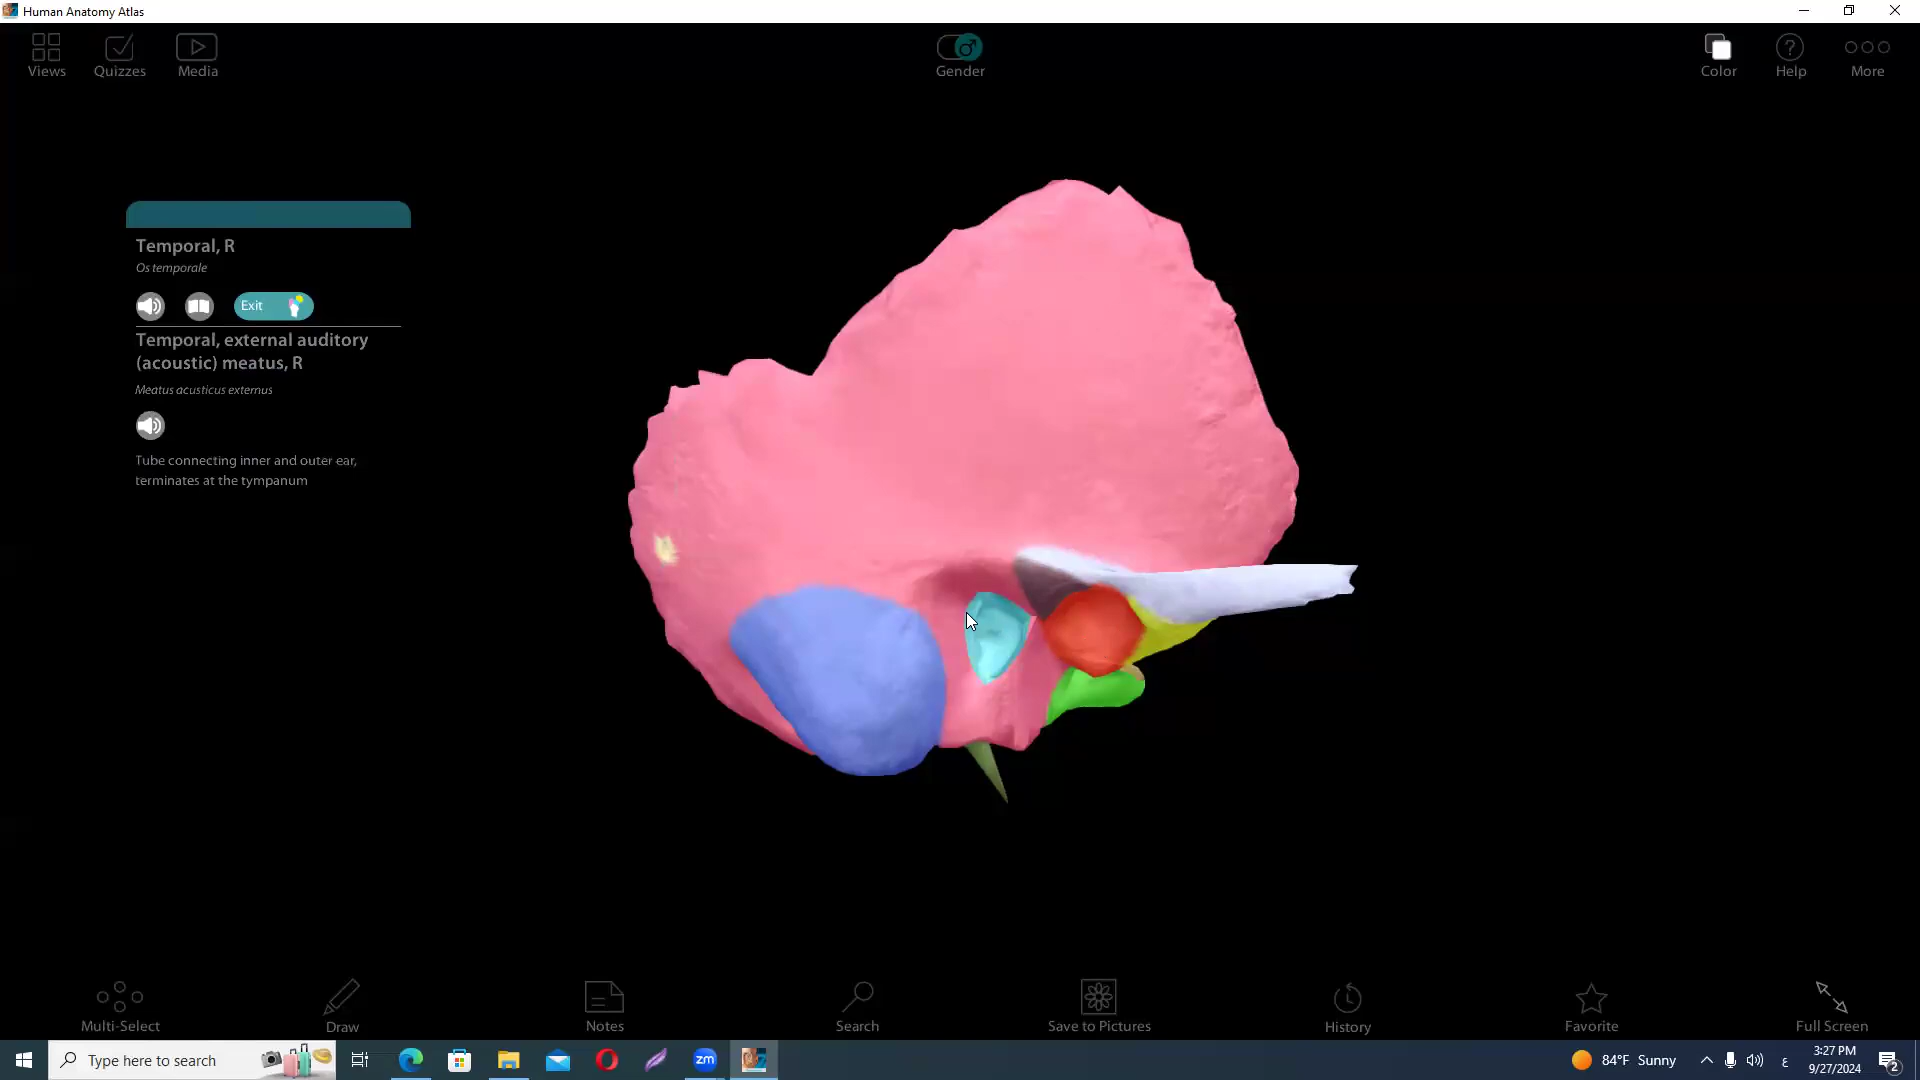 Human Anatomy Atlas
Views
Quizzes
Media
Gender
Color
Help
More
Temporal, R
Os temporale
Exit
Temporal, external auditory
(acoustic) meatus, R
Meatus acusticus externus
Tube connecting inner and outer ear,
terminates at the tympanum
Multi-Select
Draw
Notes
Search
Save to Pictures
History
Favorite
Full Screen
Type here to search
zm
84°F Sunny
ع
3:27 PM
9/27/2024
2